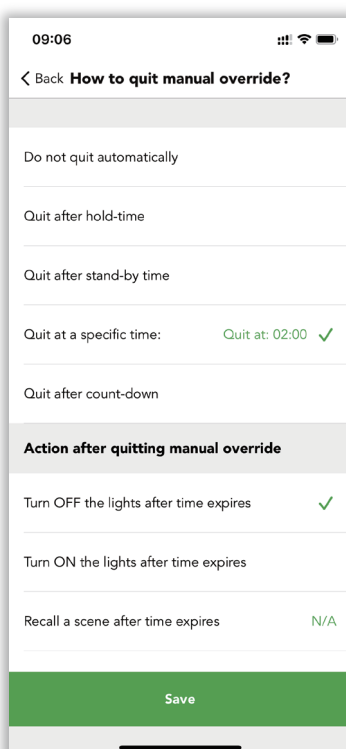 09:06
Back How to quit manual override?
Do not quit automatically
Quit after hold-time
Quit after stand-by time
Quit at a specific time: Quit at: 02:00
Quit after count-down
Action after quitting manual override
Turn OFF the lights after time expires
Turn ON the lights after time expires
Recall a scene after time expires N/A
Save